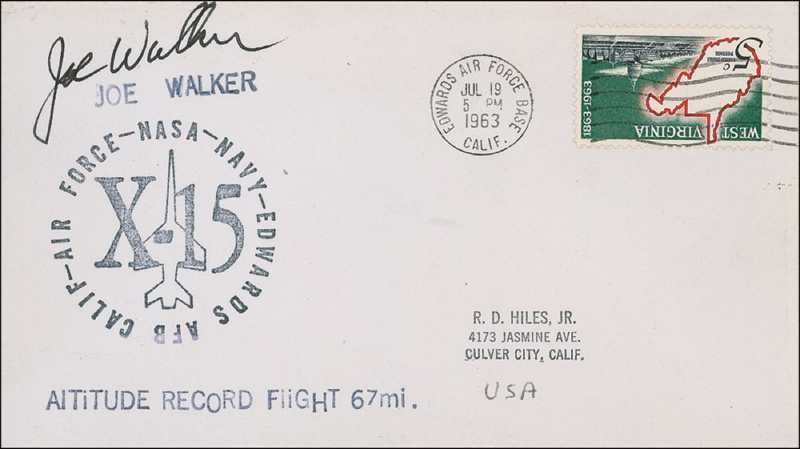 Joe Walker
JOE WALKER
AIR FORCE-NASA-NAVY-EDWARDS AFB CALIF-
X-15
EDWARDS AIR FORCE BASE
JUL 19
5 PM
1963
CALIF.
5c
POSTAGE
1863-1963
WEST
VIRGINIA
R. D. HILES, JR.
4173 JASMINE AVE.
CULVER CITY, CALIF.
USA
AITiTUDE RECORD FliGHT 67mi.